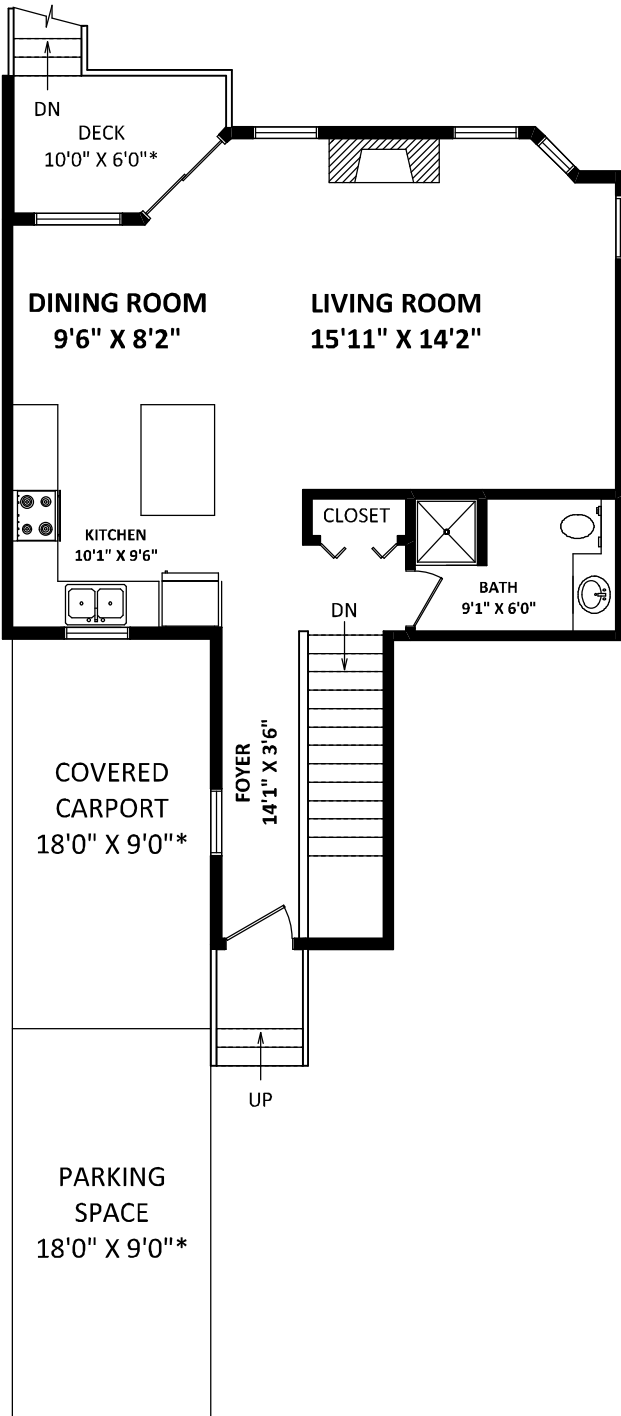 DN
DECK
10'0" X 6'0"*
DINING ROOM
9'6" X 8'2"
LIVING ROOM
15'11" X 14'2"
KITCHEN
10'1" X 9'6"
CLOSET
BATH
9'1" X 6'0"
DN
FOYER
14'1" X 3'6"
COVERED
CARPORT
18'0" X 9'0"*
UP
PARKING
SPACE
18'0" X 9'0"*